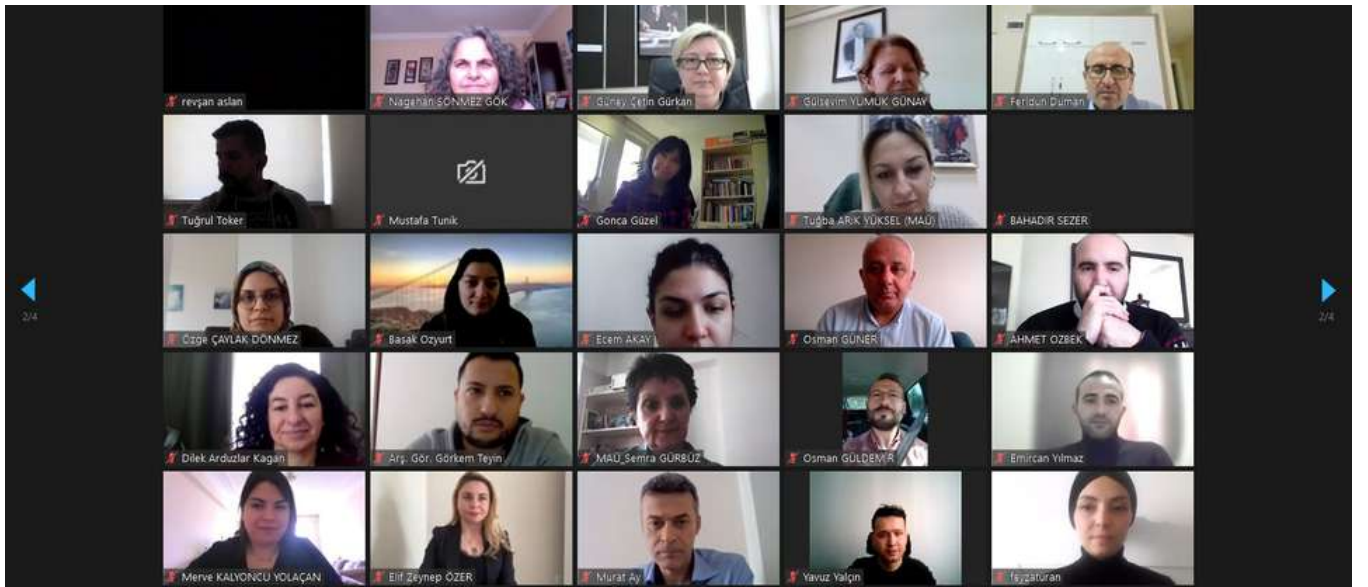 revşan aslan
Nagehan SÖNMEZ GÖK
Güney Çetin Gürkan
Gülsevim YUMUK GÜNAY
Feridun Duman
Tuğrul Toker
Mustafa Tunik
Gonca Güzel
Tuğba ARIK YÜKSEL (MAÜ)
BAHADIR SEZER
2/4
2/4
Özge ÇAYLAK DÖNMEZ
Basak Ozyurt
Ecem AKAY
Osman GÜNER
AHMET OZBEK
Dilek Arduzlar Kagan
Arş. Gör. Görkem Teyin
MAÜ_Semra GÜRBÜZ
Osman GÜLDEMİR
Emircan Yılmaz
Merve KALYONCU YOLAÇAN
Elif Zeynep ÖZER
Murat Ay
Yavuz Yalçın
feyzaturan